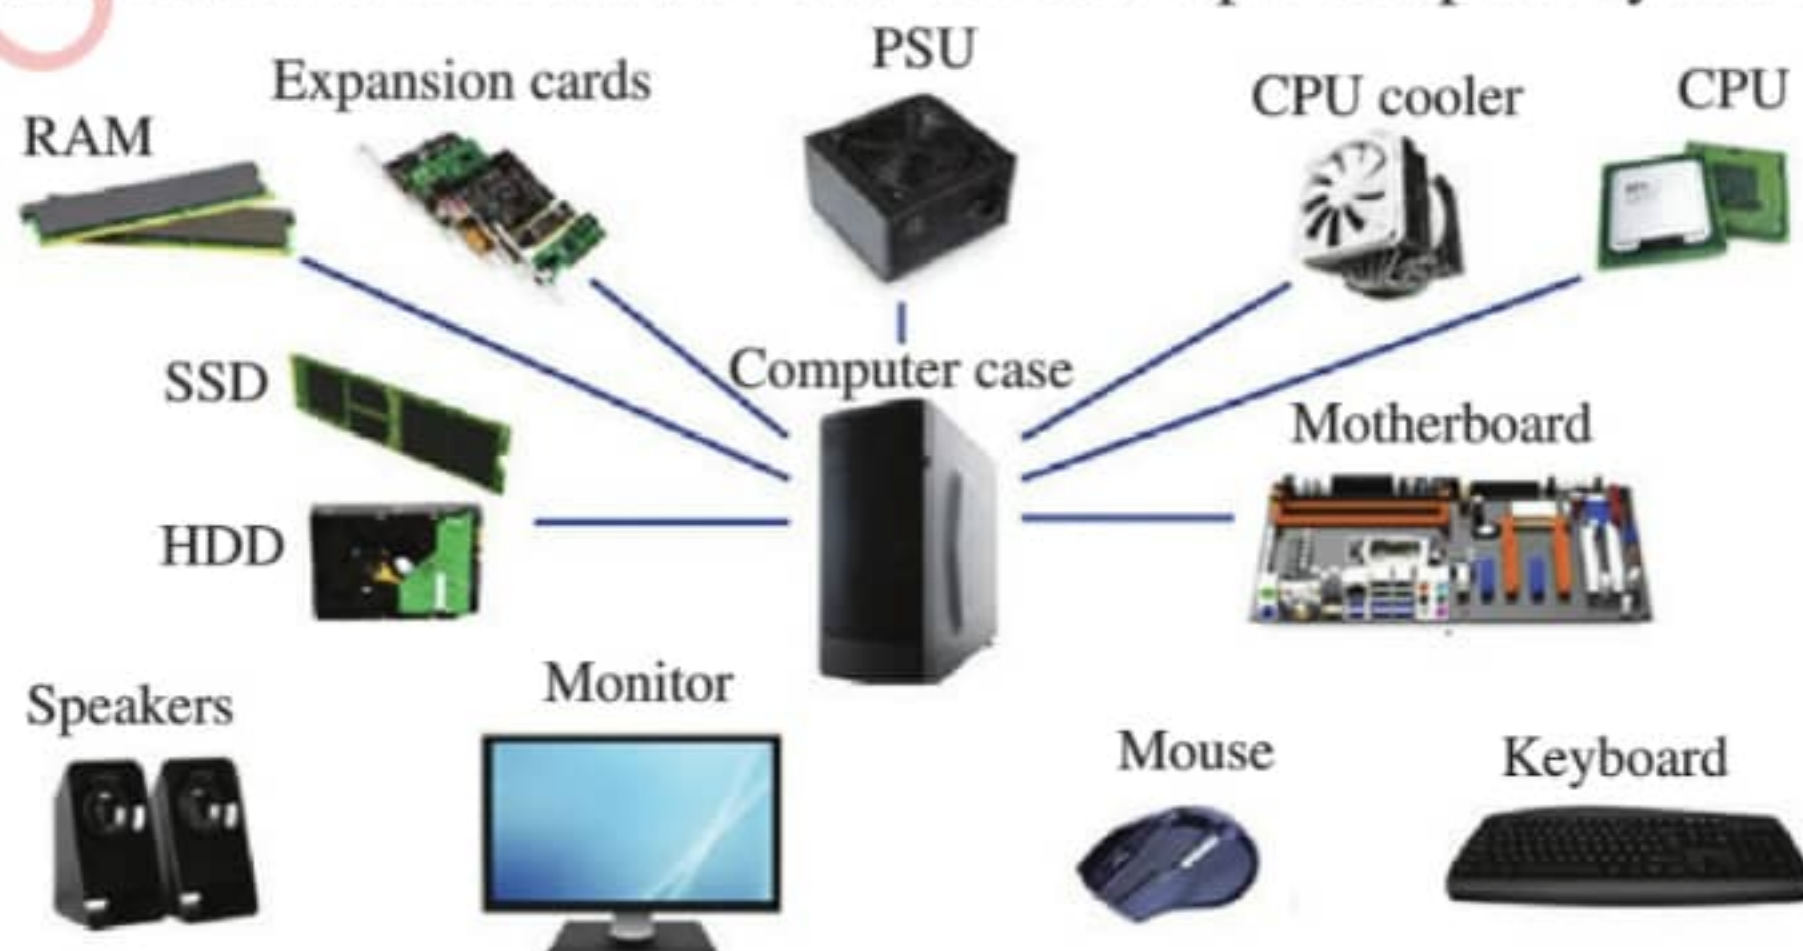 PSU
Expansion cards
CPU cooler
CPU
RAM
Computer case
SSD
Motherboard
HDD
Monitor
Speakers
Mouse
Keyboard